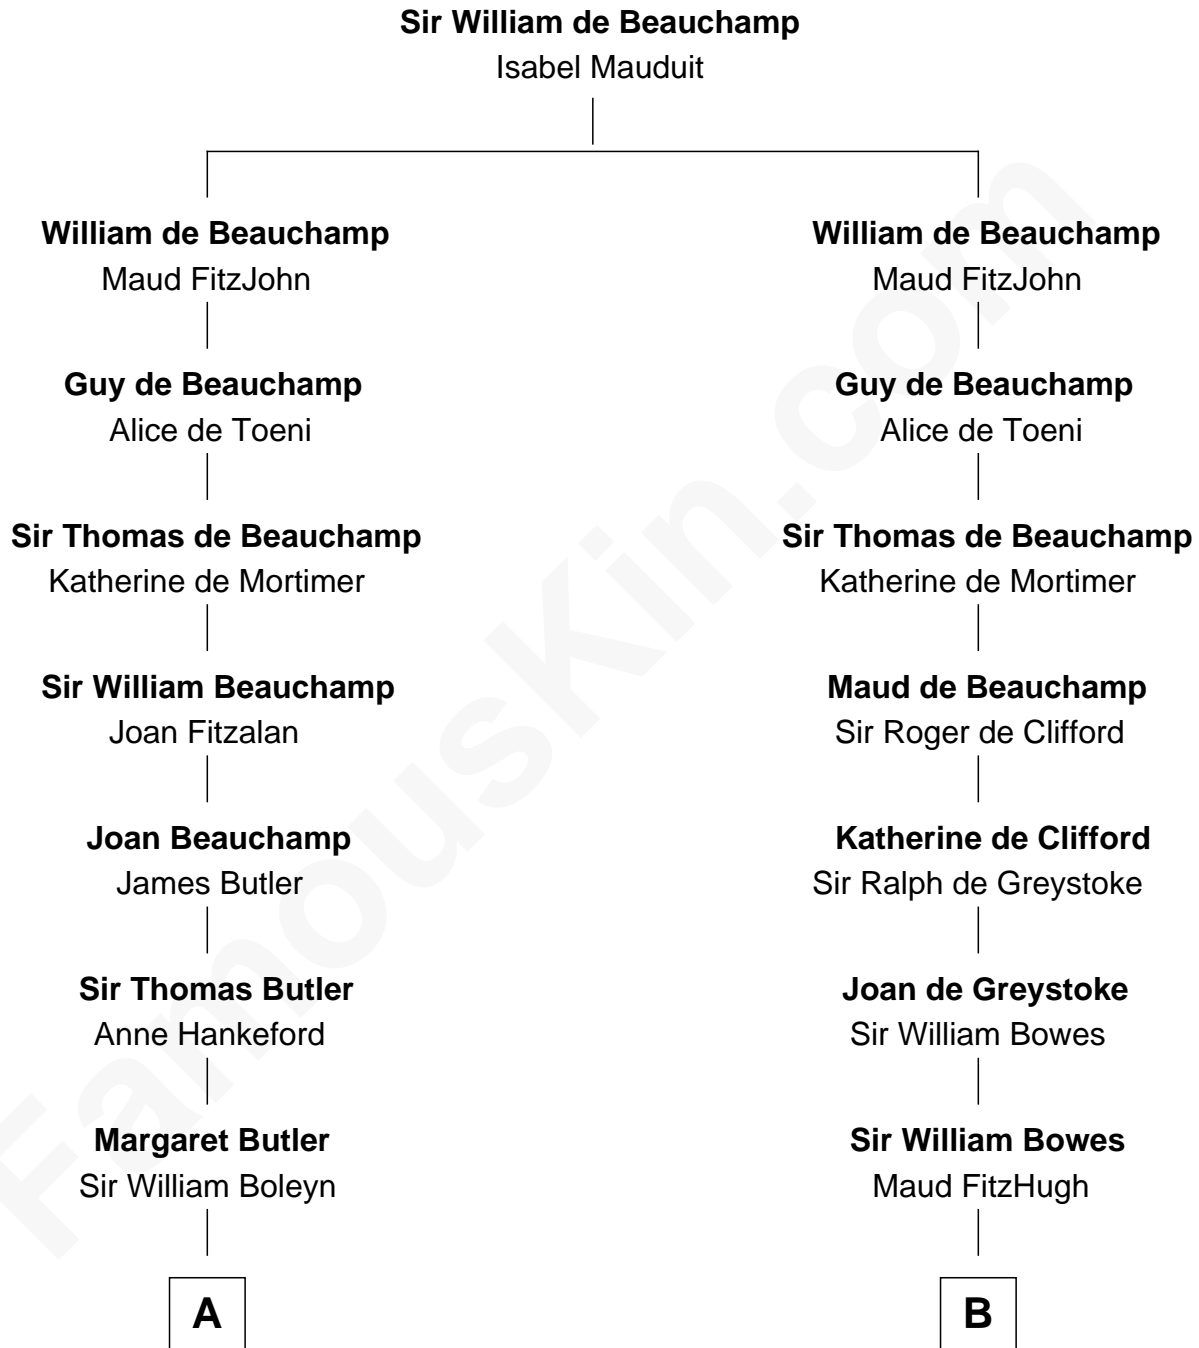 Sir William de Beauchamp
Isabel Mauduit
William de Beauchamp
Maud FitzJohn
Guy de Beauchamp
Alice de Toeni
Sir Thomas de Beauchamp
Katherine de Mortimer
Sir William Beauchamp
Joan Fitzalan
Joan Beauchamp
James Butler
Sir Thomas Butler
Anne Hankeford
Margaret Butler
Sir William Boleyn
A
William de Beauchamp
Maud FitzJohn
Guy de Beauchamp
Alice de Toeni
Sir Thomas de Beauchamp
Katherine de Mortimer
Maud de Beauchamp
Sir Roger de Clifford
Katherine de Clifford
Sir Ralph de Greystoke
Joan de Greystoke
Sir William Bowes
Sir William Bowes
Maud FitzHugh
B
FamousKin.com